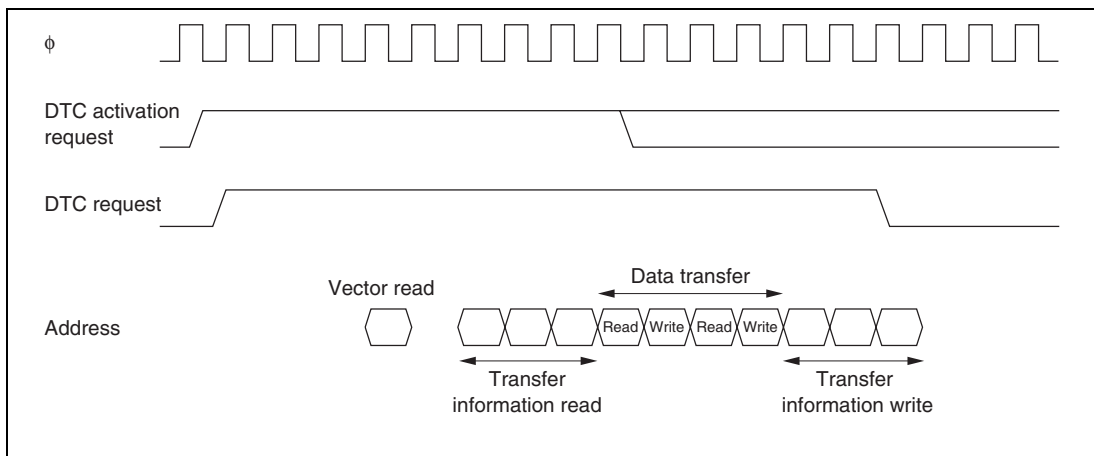 ϕ
DTC activation
request
DTC request
Data transfer
Vector read
Address
Read Write Read Write
Transfer
information read
Transfer
information write